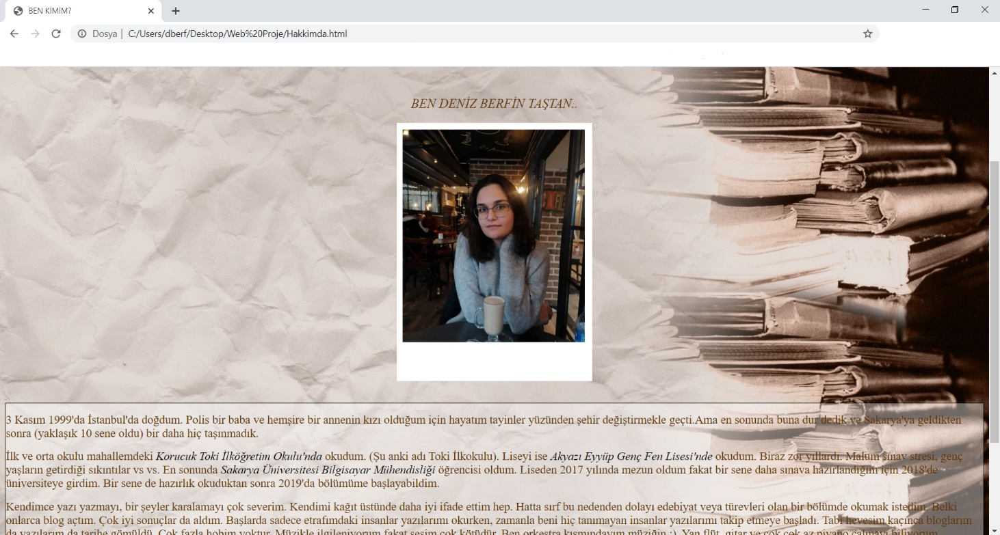 BEN KİMİM?
Dosya | C:/Users/dberf/Desktop/Web%20Proje/Hakkimda.html
BEN DENİZ BERFİN TAŞTAN..
3 Kasım 1999'da İstanbul'da doğdum. Polis bir baba ve hemşire bir annenin kızı olduğum için hayatım tayinler yüzünden şehir değiştirmekle geçti.Ama en sonunda buna dur dedik ve Sakarya'ya geldikten
sonra (yaklaşık 10 sene oldu) bir daha hiç taşınmadık.
İlk ve orta okulu mahallemdeki Korucuk Toki İlköğretim Okulu'nda okudum. (Şu anki adı Toki İlkokulu). Liseyi ise Akyazı Eyyüp Genç Fen Lisesi'nde okudum. Biraz zor yıllardı. Malum sınav stresi, genç
yaşların getirdiği sıkıntılar vs vs. En sonunda Sakarya Üniversitesi Bilgisayar Mühendisliği öğrencisi oldum. Liseden 2017 yılında mezun oldum fakat bir sene daha sınava hazırlandığım için 2018'de
üniversiteye girdim. Bir sene de hazırlık okuduktan sonra 2019'da bölümüme başlayabildim.
Kendimce yazı yazmayı, bir şeyler karalamayı çok severim. Kendimi kağıt üstünde daha iyi ifade ettim hep. Hatta sırf bu nedenden dolayı edebiyat veya türevleri olan bir bölümde okumak istedim. Belki
onlarca blog açtım. Çok iyi sonuçlar da aldım. Başlarda sadece etrafımdaki insanlar yazılarımı okurken, zamanla beni hiç tanımayan insanlar yazılarımı takip etmeye başladı. Tabi hevesim kaçınca bloglarım
da yazılarım da tarihe gömüldü. Çok fazla hobim yoktur. Müzikle ilgileniyorum fakat sesim çok kötüdür. Ben orkestra kısmındayım müziğin :). Yan flüt, gitar ve çok çok az piyano çalmayı biliyorum.